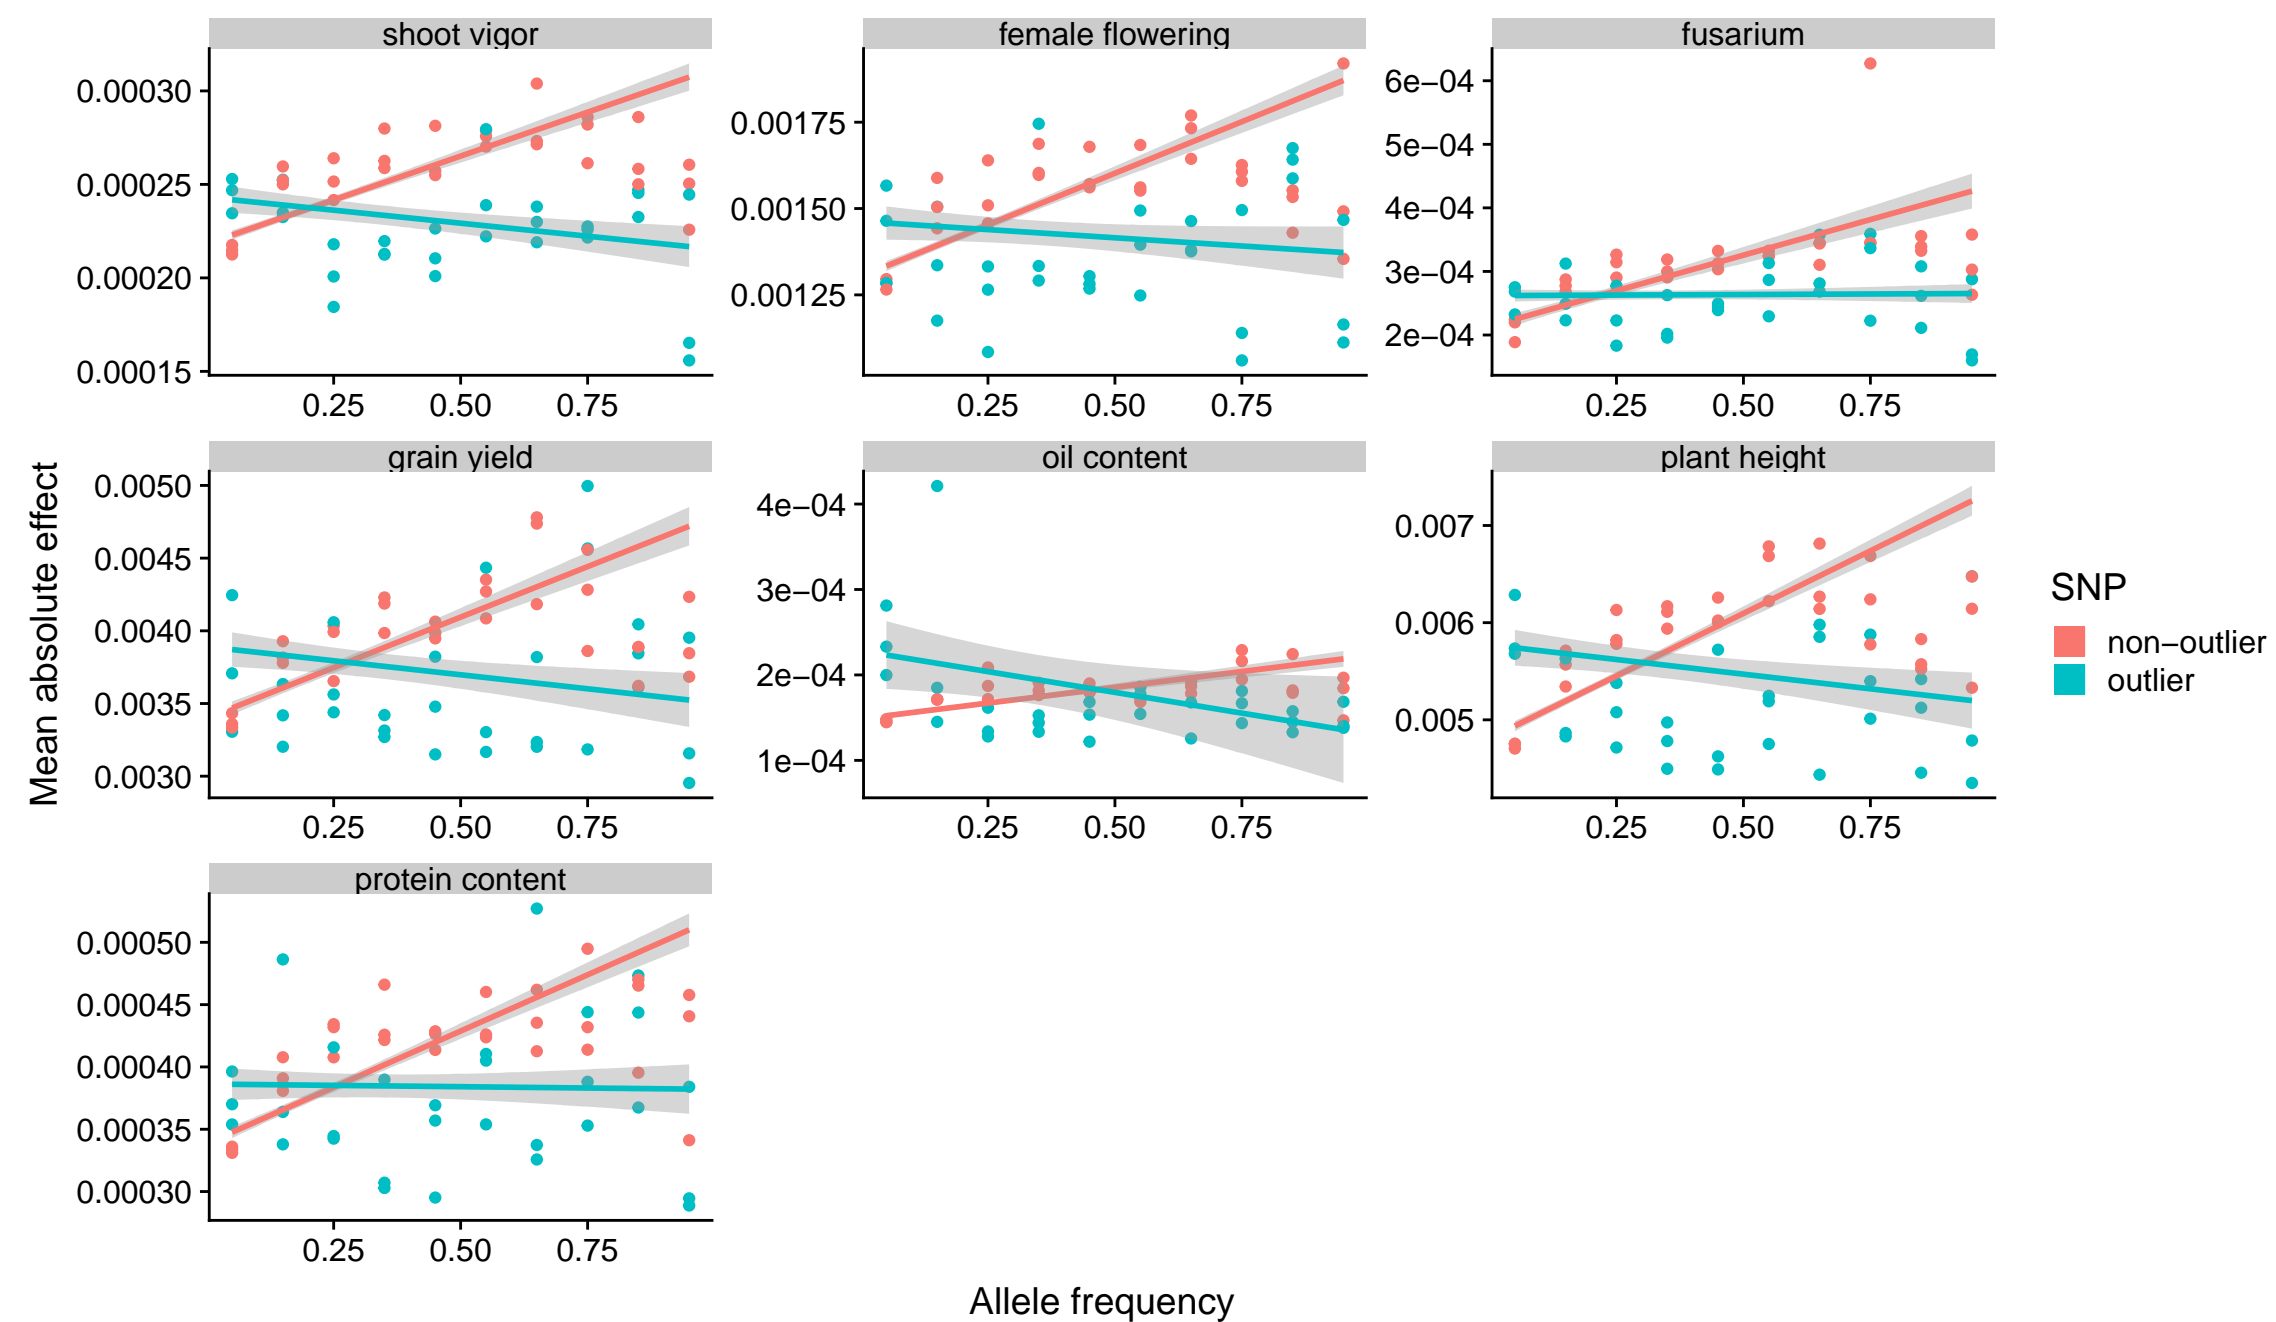 shoot vigor
female flowering
fusarium
0.00030
0.00025
0.00020
0.00015
0.25 0.50 0.75
0.00175
0.00150
0.00125
0.25 0.50 0.75
6e−04
5e−04
4e−04
3e−04
2e−04
0.25 0.50 0.75
Mean absolute effect
grain yield
oil content
plant height
0.0050
0.0045
0.0040
0.0035
0.0030
0.25 0.50 0.75
4e−04
3e−04
2e−04
1e−04
0.25 0.50 0.75
0.007
0.006
0.005
0.25 0.50 0.75
SNP
non-outlier
outlier
protein content
0.00050
0.00045
0.00040
0.00035
0.00030
0.25 0.50 0.75
Allele frequency